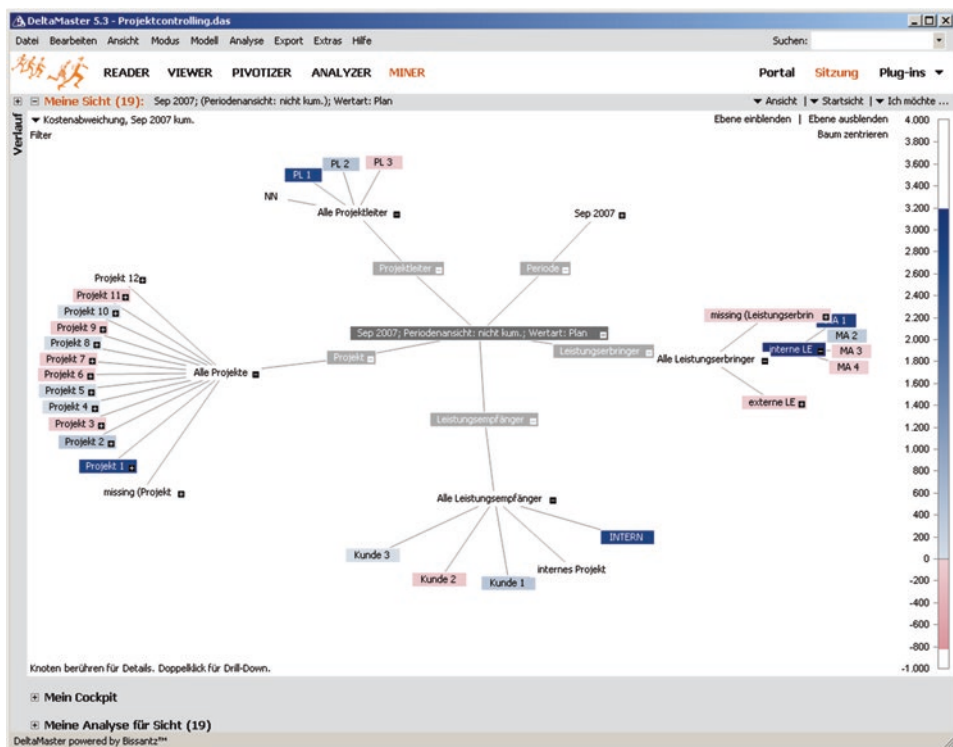 DeltaMaster 5.3 - Projektcontrolling.das
Datei Bearbeiten Ansicht Modus Modell Analyse Export Extras Hilfe Suchen:
READER VIEWER PIVOTIZER ANALYZER MINER Portal Sitzung Plug-ins
Meine Sicht (19): Sep 2007; (Periodenansicht: nicht kum.); Wertart: Plan Ansicht | Startsicht | Ich möchte ...
Verlauf
Kostenabweichung, Sep 2007 kum. Ebene einblenden | Ebene ausblenden
Filter Baum zentrieren
4.000
3.800
3.600
3.400
3.200
3.000
2.800
2.600
2.400
2.200
2.000
1.800
1.600
1.400
1.200
1.000
800
600
400
200
0
-200
-400
-600
-800
-1.000
PL 1
PL 2
PL 3
NN
Alle Projektleiter
Sep 2007
Projektleiter
Periode
Projekt 12
Projekt 11
Projekt 10
Projekt 9
Projekt 8
Projekt 7
Projekt 6
Projekt 5
Projekt 4
Projekt 3
Projekt 2
Projekt 1
missing (Projekt
Alle Projekte
Projekt
Sep 2007; Periodenansicht: nicht kum.; Wertart: Plan
Leistungserbringer
Alle Leistungserbringer
missing (Leistungserbrin
MA 1
MA 2
interne LE
MA 3
MA 4
externe LE
Leistungsempfänger
Alle Leistungsempfänger
Kunde 3
Kunde 2
Kunde 1
internes Projekt
INTERN
Knoten berühren für Details. Doppelklick für Drill-Down.
Mein Cockpit
Meine Analyse für Sicht (19)
DeltaMaster powered by Bissantz™